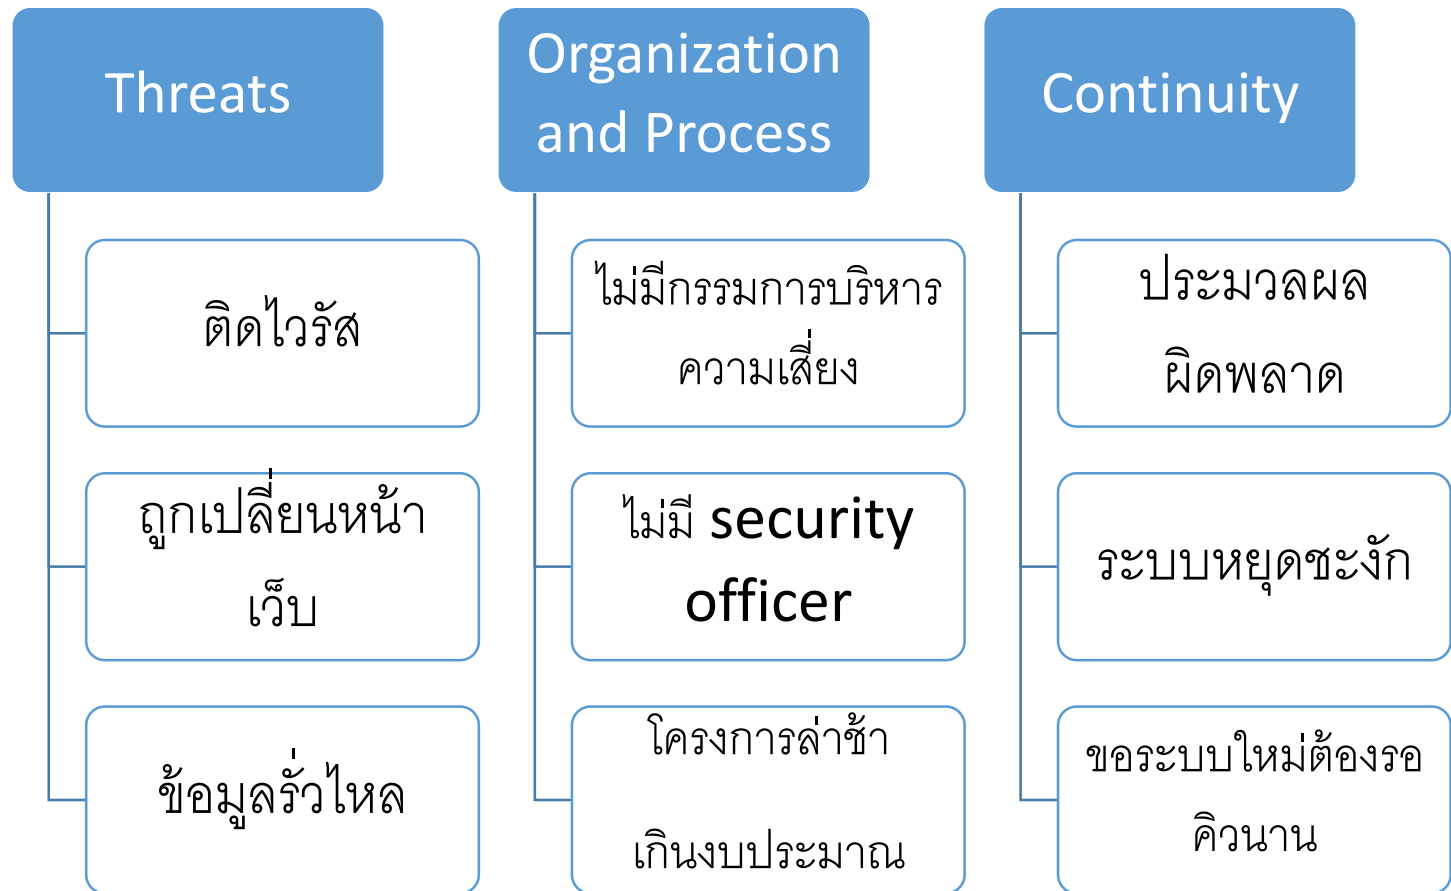 Threats
ติดไวรัส
ถูกเปลี่ยนหน้า
เว็บ
ข้อมูลรั่วไหล
Organization
and Process
ไม่มีกรรมการบริหาร
ความเสี่ยง
ไม่มี security
officer
โครงการล่าช้า
เกินงบประมาณ
Continuity
ประมวลผล
ผิดพลาด
ระบบหยุดชะงัก
ขอระบบใหม่ต้องรอ
คิวนาน